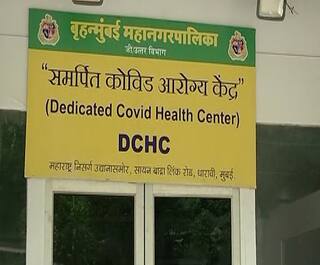 बृहन्मुंबई महानगरपालिका
जी/उत्तर विभाग
“समर्पित कोविड आरोग्य केंद्र”
(Dedicated Covid Health Center)
DCHC
महाराष्ट्र निसर्ग उद्यानासमोर, सायन बांद्रा लिंक रोड, धारावी, मुंबई.